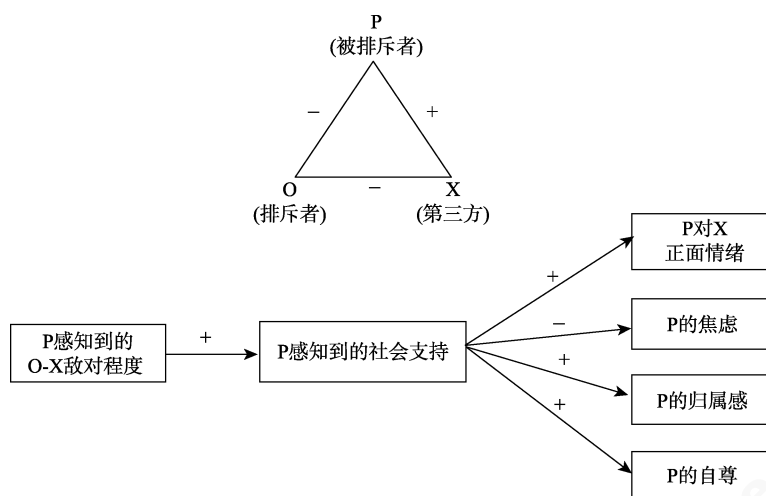 P
(被排斥者)
−
+
O
−
X
(排斥者)
(第三方)
P对X
正面情绪
+
P感知到的
O-X敌对程度
+
P感知到的社会支持
−
P的焦虑
+
P的归属感
+
P的自尊